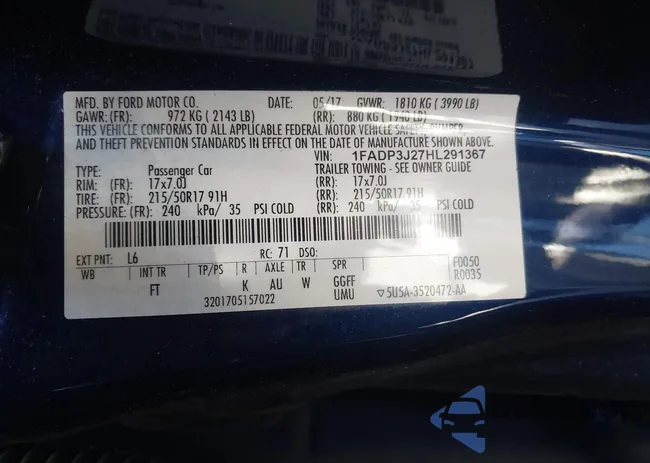 MFD. BY FORD MOTOR CO. DATE: 05/17 GVWR: 1810 KG (3990 LB)
GAWR: (FR): 972 KG (2143 LB) (RR): 880 KG (1940 LB)
THIS VEHICLE CONFORMS TO ALL APPLICABLE FEDERAL MOTOR VEHICLE SAFETY, BUMPER,
AND THEFT PREVENTION STANDARDS IN EFFECT ON THE DATE OF MANUFACTURE SHOWN ABOVE.
VIN: 1FADP3J27HL291367
TYPE: Passenger Car TRAILER TOWING - SEE OWNER GUIDE
RIM: (FR): 17x7.0J (RR): 17x7.0J
TIRE: (FR): 215/50R17 91H (RR): 215/50R17 91H
PRESSURE: (FR): 240 kPa/ 35 PSI COLD (RR): 240 kPa/ 35 PSI COLD
EXT PNT: L6 RC: 71 DSO: F0050
WB INT TR TP/PS R AXLE TR SPR R0035
FT K AU W GGFF
3201705157022 UMU ▽5U5A-3520472-AA